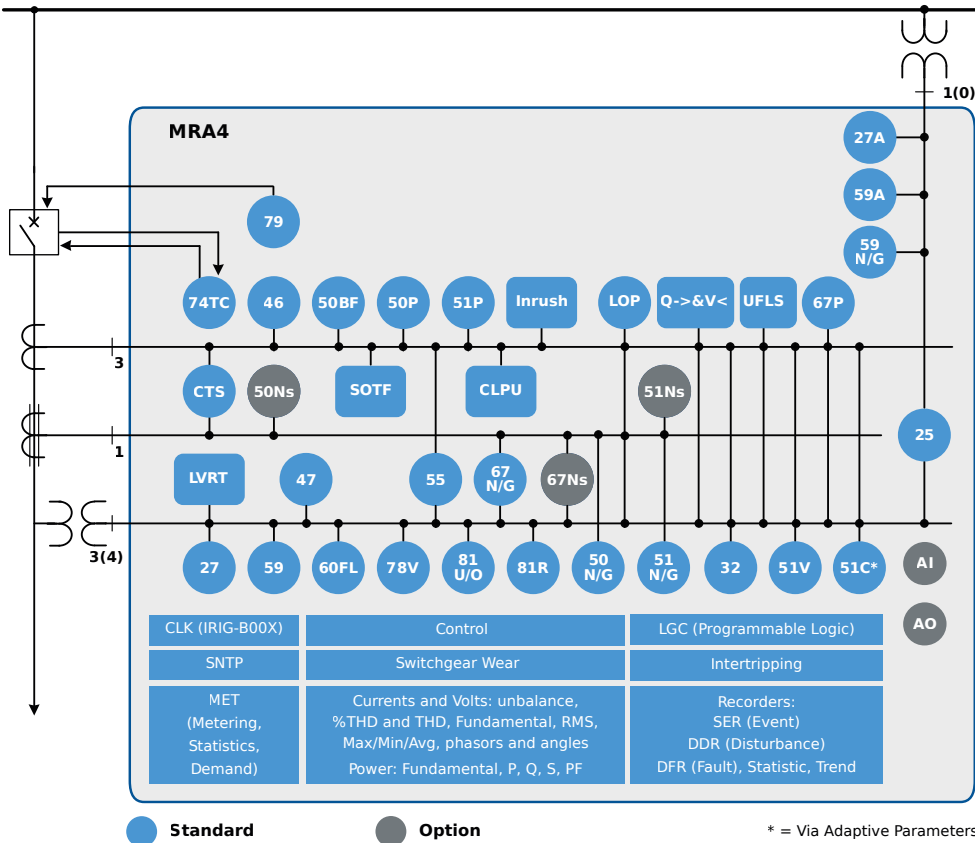 1(0)
MRA4
27A
59A
59
N/G
79
74TC
46
50BF
50P
51P
Inrush
LOP
Q->&V<
UFLS
67P
3
CTS
50Ns
SOTF
CLPU
51Ns
25
1
LVRT
47
55
67
N/G
67Ns
3(4)
27
59
60FL
78V
81
U/O
81R
50
N/G
51
N/G
32
51V
51C*
AI
AO
CLK (IRIG-B00X)
Control
LGC (Programmable Logic)
SNTP
Switchgear Wear
Intertripping
MET
(Metering,
Statistics,
Demand)
Currents and Volts: unbalance,
%THD and THD, Fundamental, RMS,
Max/Min/Avg, phasors and angles
Power: Fundamental, P, Q, S, PF
Recorders:
SER (Event)
DDR (Disturbance)
DFR (Fault), Statistic, Trend
Standard
Option
* = Via Adaptive Parameters